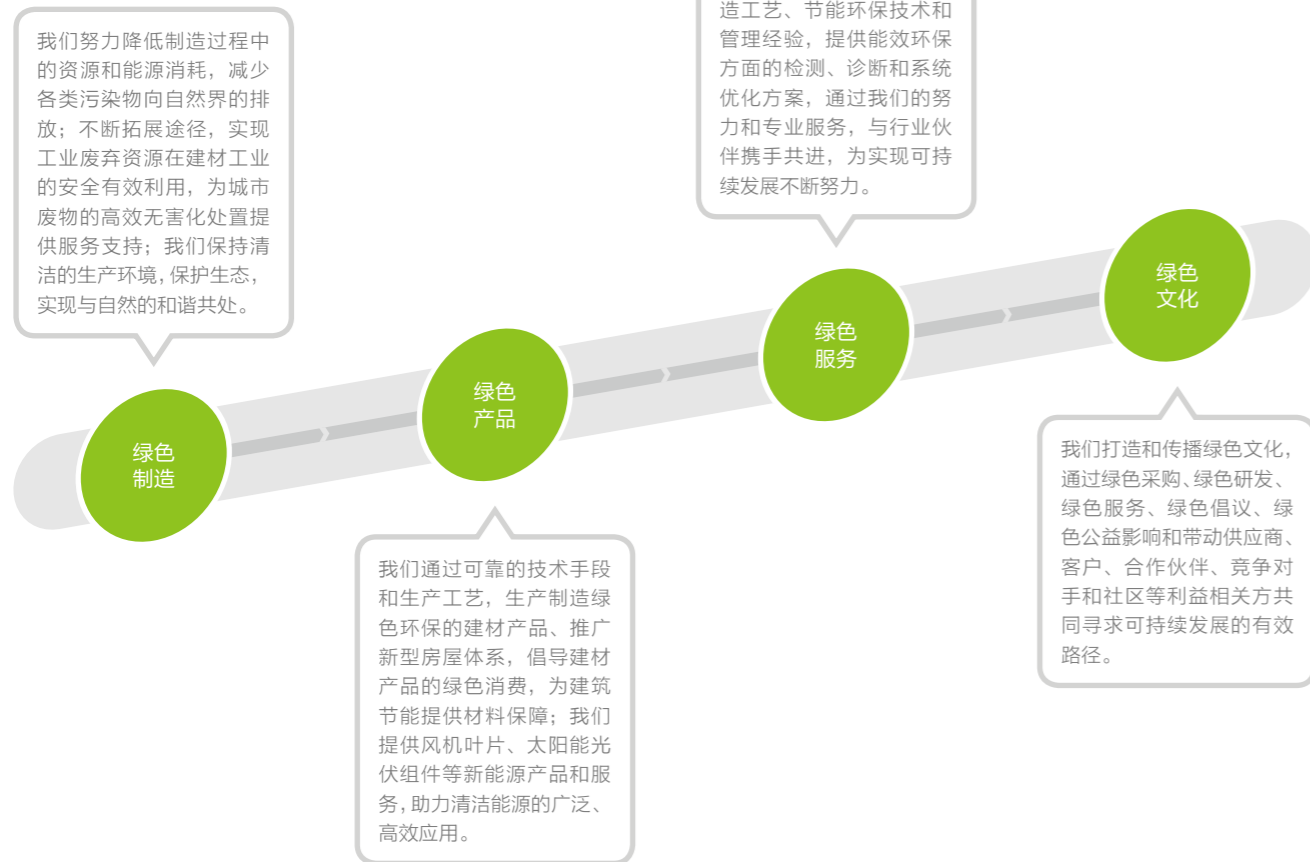 我们努力降低制造过程中
的资源和能源消耗，减少
各类污染物向自然界的排
放；不断拓展途径，实现
工业废弃资源在建材工业
的安全有效利用，为城市
废物的高效无害化处置提
供服务支持；我们保持清
洁的生产环境，保护生态，
实现与自然的和谐共处。
绿色
制造
绿色
产品
我们通过可靠的技术手段
和生产工艺，生产制造绿
色环保的建材产品、推广
新型房屋体系，倡导建材
产品的绿色消费，为建筑
节能提供材料保障；我们
提供风机叶片、太阳能光
伏组件等新能源产品和服
务，助力清洁能源的广泛、
高效应用。
造工艺、节能环保技术和
管理经验，提供能效环保
方面的检测、诊断和系统
优化方案，通过我们的努
力和专业服务，与行业伙
伴携手共进，为实现可持
续发展不断努力。
绿色
服务
绿色
文化
我们打造和传播绿色文化，
通过绿色采购、绿色研发、
绿色服务、绿色倡议、绿
色公益影响和带动供应商、
客户、合作伙伴、竞争对
手和社区等利益相关方共
同寻求可持续发展的有效
路径。